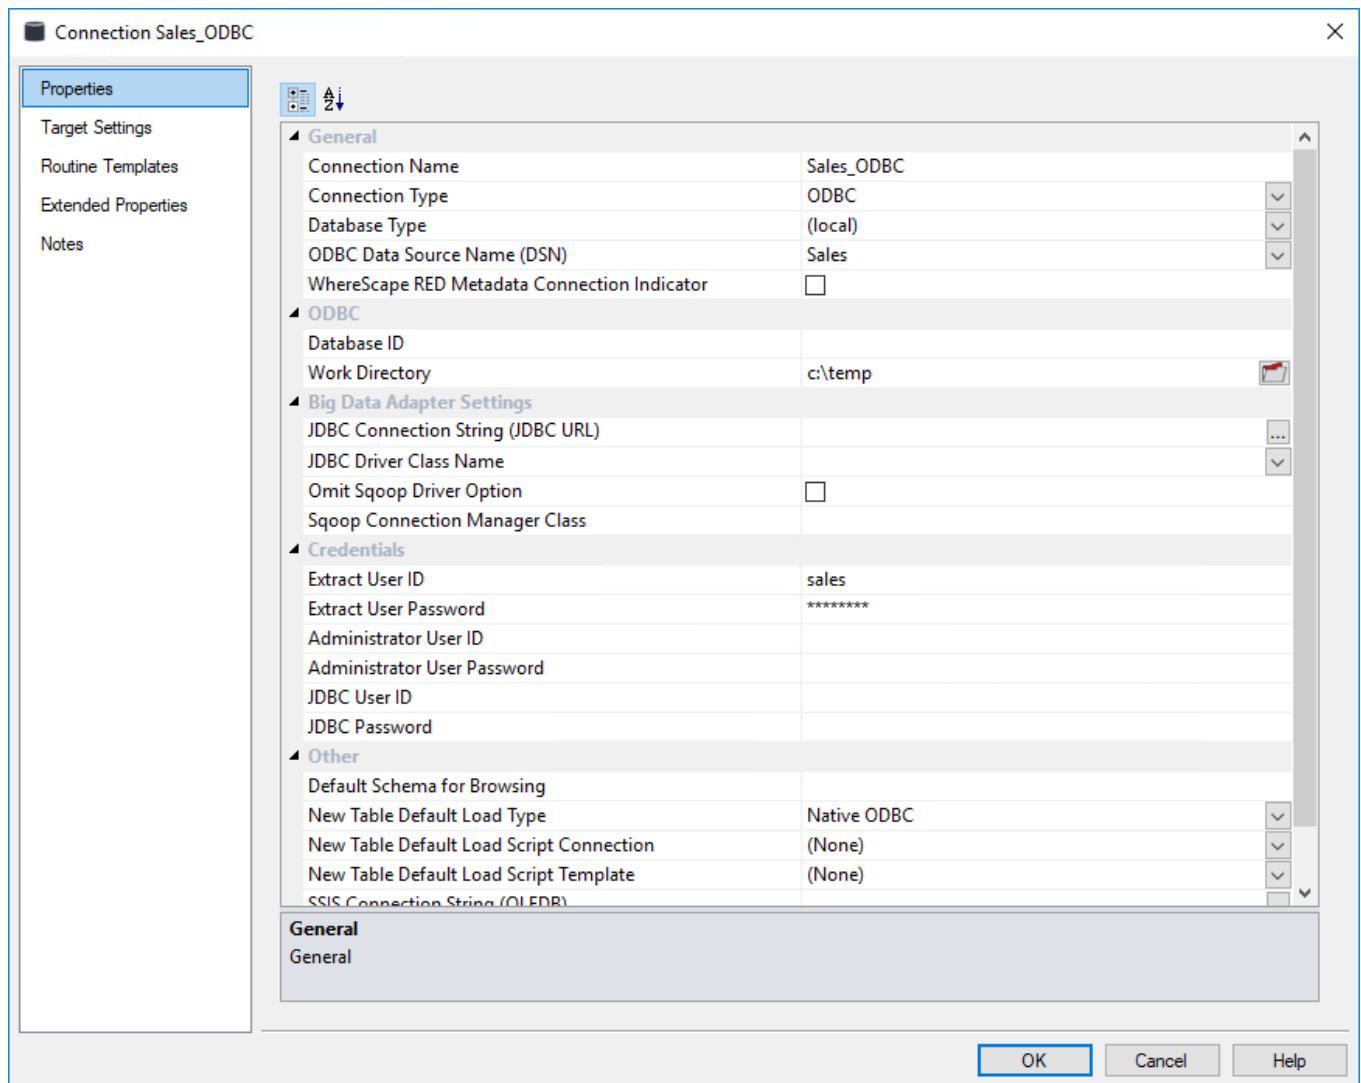 Connection Sales_ODBC
Properties
Target Settings
Routine Templates
Extended Properties
Notes
General
Connection Name Sales_ODBC
Connection Type ODBC
Database Type (local)
ODBC Data Source Name (DSN) Sales
WhereScape RED Metadata Connection Indicator
ODBC
Database ID
Work Directory c:\temp
Big Data Adapter Settings
JDBC Connection String (JDBC URL) ...
JDBC Driver Class Name
Omit Sqoop Driver Option
Sqoop Connection Manager Class
Credentials
Extract User ID sales
Extract User Password ********
Administrator User ID
Administrator User Password
JDBC User ID
JDBC Password
Other
Default Schema for Browsing
New Table Default Load Type Native ODBC
New Table Default Load Script Connection (None)
New Table Default Load Script Template (None)
SSIS Connection String (OLEDB)
General
General
OK Cancel Help